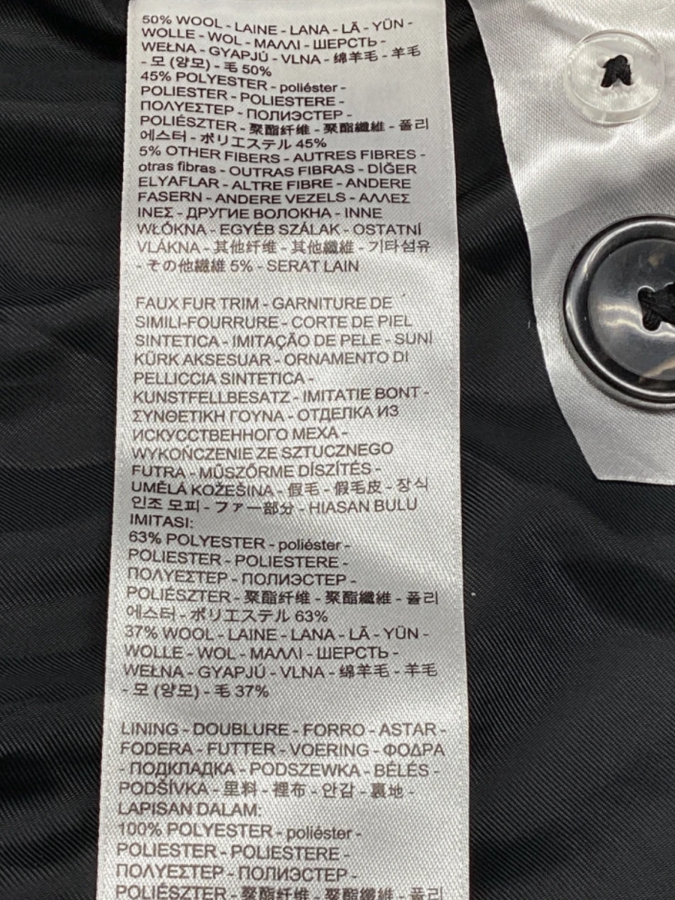 50% WOOL - LAINE - LANA - LÃ - YÜN -
WOLLE - WOL - ΜΑΛΛΙ - ШЕРСТЬ -
WEŁNA - GYAPJÚ - VLNA - 绵羊毛 - 羊毛
- 모 (양모) - 毛 50%
45% POLYESTER - poliéster -
POLIESTER - POLIESTERE -
ΠΟΛΥΕΣΤΕΡ - ПОЛИЭСТЕР -
POLIÉSZTER - 聚酯纤维 - 聚酯纖維 - 폴리
에스터 - ポリエステル 45%
5% OTHER FIBERS - AUTRES FIBRES -
otras fibras - OUTRAS FIBRAS - DİĞER
ELYAFLAR - ALTRE FIBRE - ANDERE
FASERN - ANDERE VEZELS - ΑΛΛΕΣ
ΙΝΕΣ - ДРУГИЕ ВОЛОКНА - INNE
WŁÓKNA - EGYÉB SZÁLAK - OSTATNÍ
VLÁKNA - 其他纤维 - 其他纖維 - 기타섬유
- その他繊維 5% - SERAT LAIN
FAUX FUR TRIM - GARNITURE DE
SIMILI-FOURRURE - CORTE DE PIEL
SINTETICA - IMITAÇÃO DE PELE - SUNİ
KÜRK AKSESUAR - ORNAMENTO DI
PELLICCIA SINTETICA -
KUNSTFELLBESATZ - IMITATIE BONT -
ΣΥΝΘΕΤΙΚΗ ΓΟΥΝΑ - ОТДЕЛКА ИЗ
ИСКУССТВЕННОГО МЕХА -
WYKOŃCZENIE ZE SZTUCZNEGO
FUTRA - MŰSZŐRME DÍSZÍTÉS -
UMĚLÁ KOŽEŠINA - 假毛 - 假毛皮 - 장식
인조 모피 - ファー部分 - HIASAN BULU
IMITASI:
63% POLYESTER - poliéster -
POLIESTER - POLIESTERE -
ΠΟΛΥΕΣΤΕΡ - ПОЛИЭСТЕР -
POLIÉSZTER - 聚酯纤维 - 聚酯纖維 - 폴리
에스터 - ポリエステル 63%
37% WOOL - LAINE - LANA - LÃ - YÜN -
WOLLE - WOL - ΜΑΛΛΙ - ШЕРСТЬ -
WEŁNA - GYAPJÚ - VLNA - 绵羊毛 - 羊毛
- 모 (양모) - 毛 37%
LINING - DOUBLURE - FORRO - ASTAR -
FODERA - FUTTER - VOERING - ΦΟΔΡΑ
- ПОДКЛАДКА - PODSZEWKA - BÉLÉS -
PODŠÍVKA - 里料 - 裡布 - 안감 - 裏地 -
LAPISAN DALAM:
100% POLYESTER - poliéster -
POLIESTER - POLIESTERE -
ΠΟΛΥΕΣΤΕΡ - ПОЛИЭСТЕР -
POLIÉSZTER - 聚酯纤维 - 聚酯纖維 - 폴리